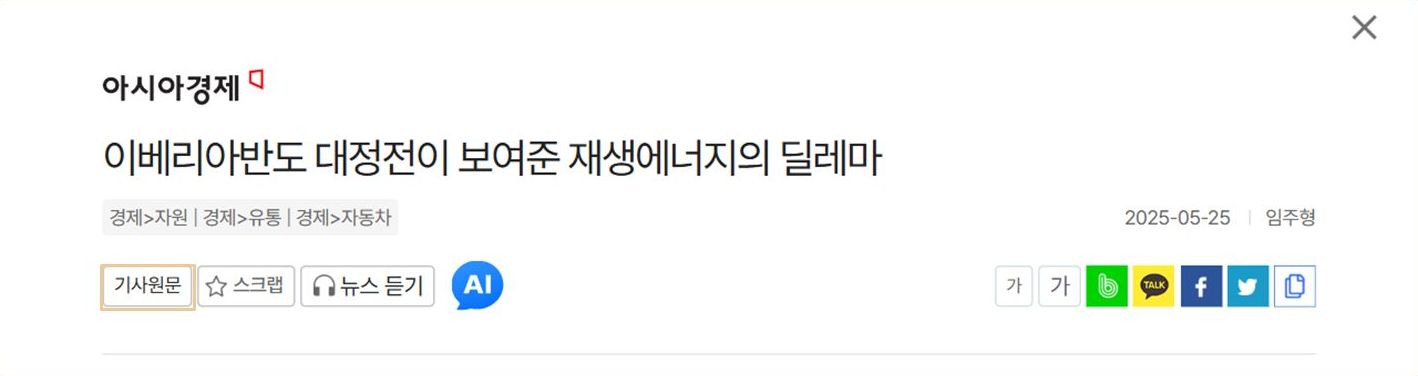 아시아경제
이베리아반도 대정전이 보여준 재생에너지의 딜레마
경제>자원 | 경제>유통 | 경제>자동차
2025-05-25 | 임주형
기사원문 스크랩 뉴스 듣기 AI
가 가 b TALK f